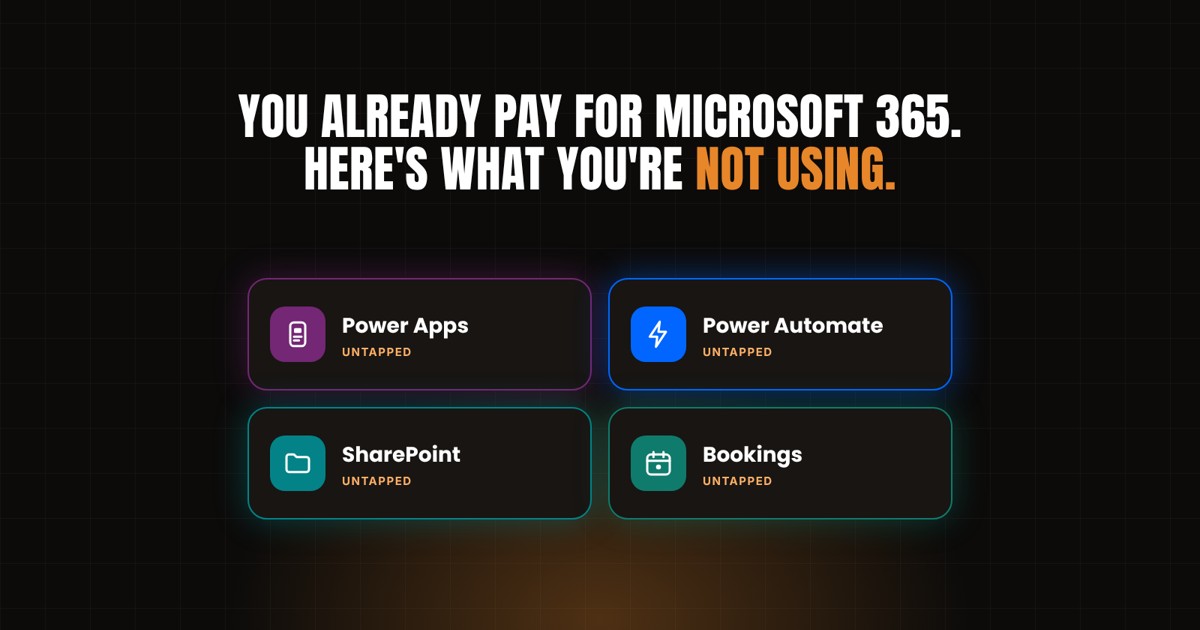 YOU ALREADY PAY FOR MICROSOFT 365.
HERE'S WHAT YOU'RE NOT USING.
Power Apps
UNTAPPED
Power Automate
UNTAPPED
SharePoint
UNTAPPED
Bookings
UNTAPPED